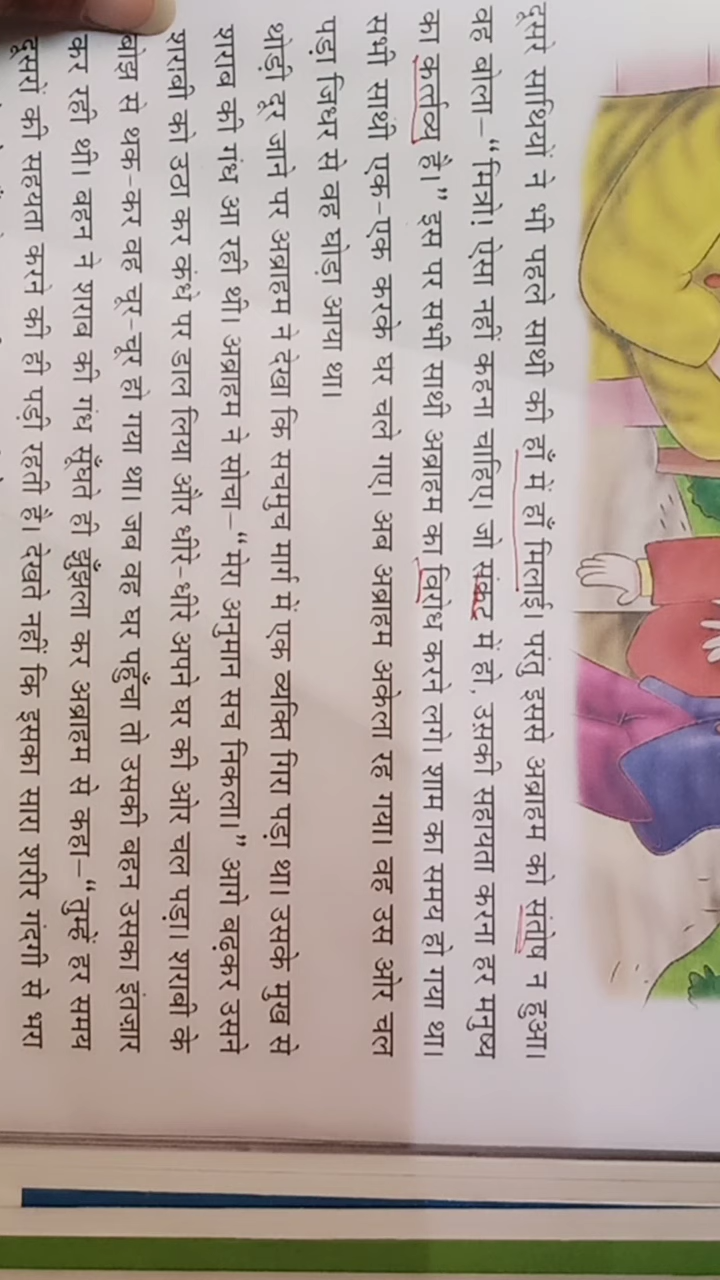 दूसरे साथियों ने भी पहले साथी की हाँ में हाँ मिलाई। परंतु इससे अब्राहम को संतोष न हुआ।
वह बोला–“मित्रो! ऐसा नहीं कहना चाहिए। जो संकट में हो, उसकी सहायता करना हर मनुष्य
का कर्त्तव्य है।” इस पर सभी साथी अब्राहम का विरोध करने लगे। शाम का समय हो गया था।
सभी साथी एक-एक करके घर चले गए। अब अब्राहम अकेला रह गया। वह उस ओर चल
पड़ा जिधर से वह घोड़ा आया था।
थोड़ी दूर जाने पर अब्राहम ने देखा कि सचमुच मार्ग में एक व्यक्ति गिरा पड़ा था। उसके मुख से
शराब की गंध आ रही थी। अब्राहम ने सोचा–“मेरा अनुमान सच निकला।” आगे बढ़कर उसने
शराबी को उठा कर कंधे पर डाल लिया और धीरे-धीरे अपने घर की ओर चल पड़ा। शराबी के
बोझ से थक-कर वह चूर-चूर हो गया था। जब वह घर पहुँचा तो उसकी बहन उसका इंतज़ार
कर रही थी। बहन ने शराब की गंध सूँघते ही झुँझला कर अब्राहम से कहा–“तुम्हें हर समय
दूसरों की सहयता करने की ही पड़ी रहती है। देखते नहीं कि इसका सारा शरीर गंदगी से भरा